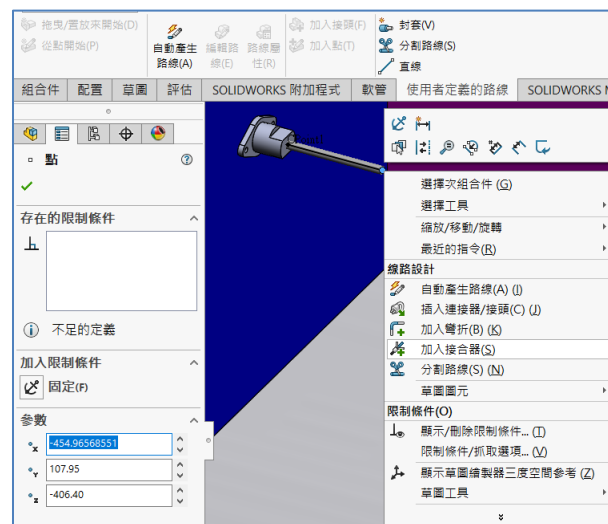 拖曳/置放來開始(D)
從點開始(P)
自動產生路線(A)
編輯路線(E)
路線屬性(R)
加入接頭(F)
加入點(T)
封套(V)
分割路線(S)
直線
組合件 配置 草圖 評估 SOLIDWORKS 附加程式 軟管 使用者定義的路線 SOLIDWORKS M
點
存在的限制條件
不足的定義
加入限制條件
固定(F)
參數
x -454.96568551
Y 107.95
z -406.40
選擇次組合件 (G)
選擇工具
縮放/移動/旋轉
最近的指令(R)
線路設計
自動產生路線(A) (I)
插入連接器/接頭(C) (J)
加入彎折(B) (K)
加入接合器(S)
分割路線(S) (N)
草圖圖元
限制條件(O)
顯示/刪除限制條件... (T)
限制條件/抓取選項... (V)
顯示草圖繪製器三度空間參考 (Z)
草圖工具